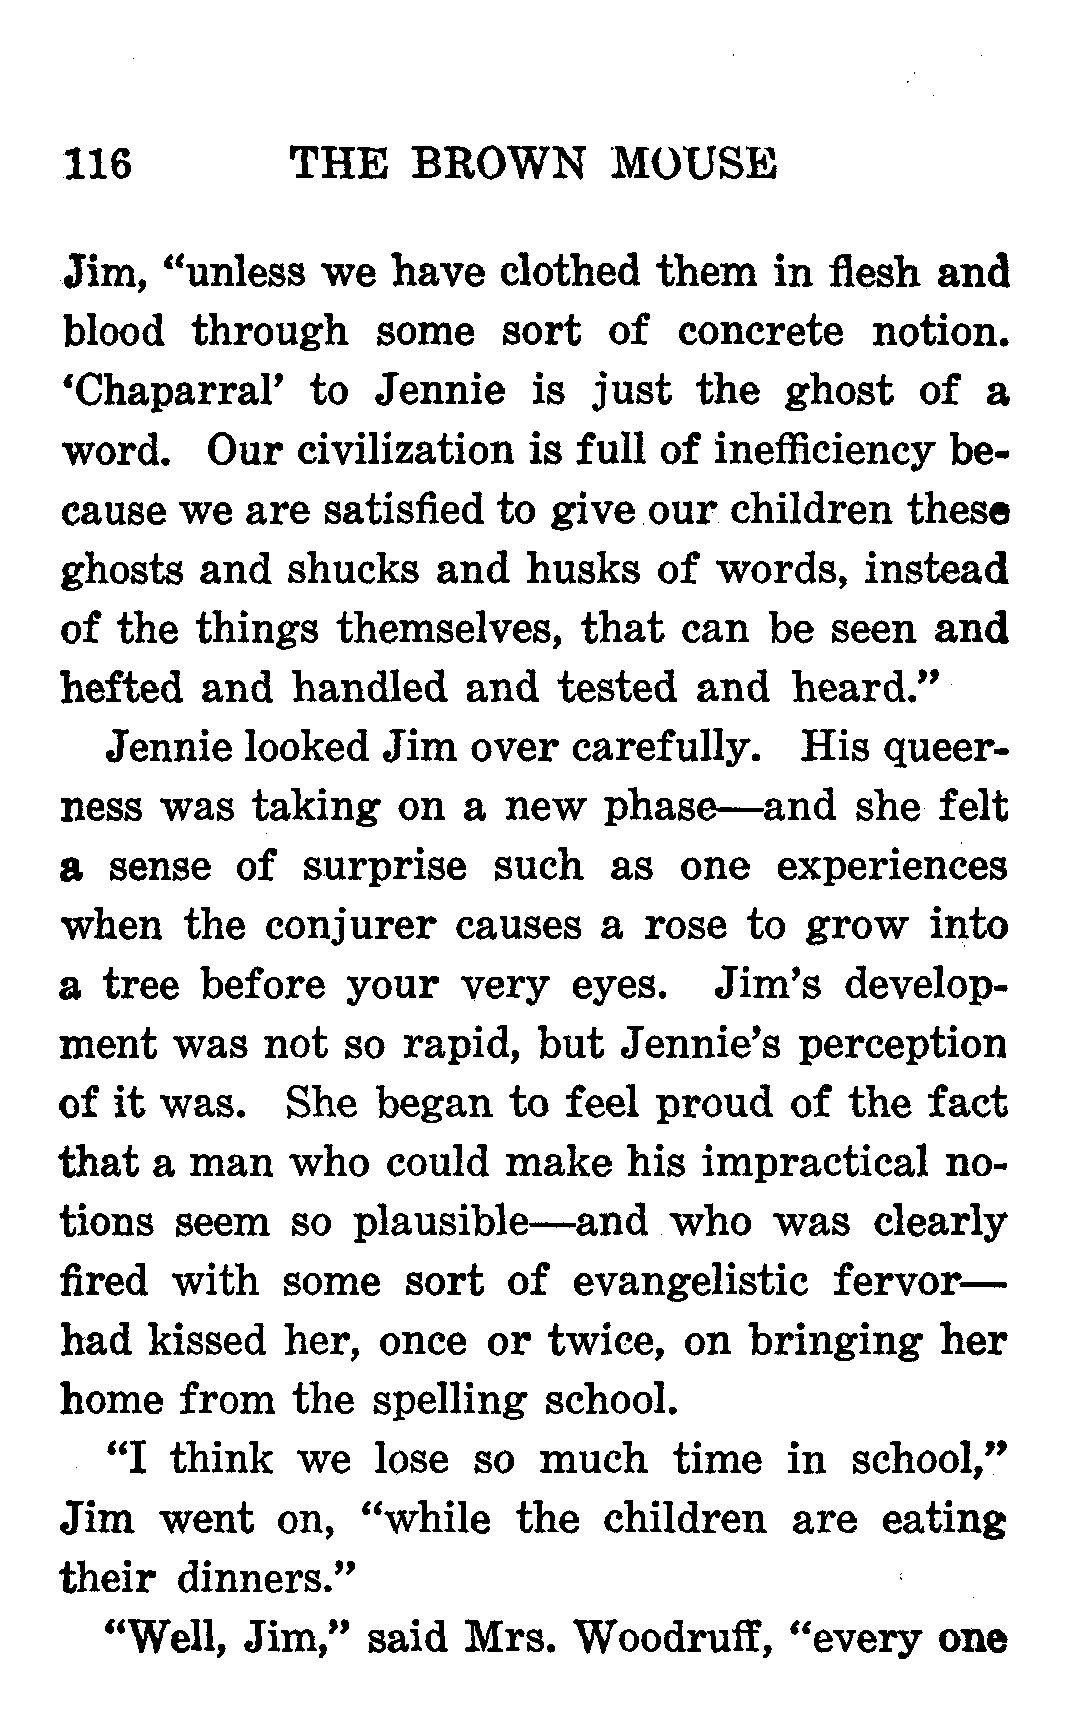 116 THE BROWN MOUSE
Jim, “unless we have clothed them in flesh and
blood through some sort of concrete notion.
‘Chaparral’ to Jennie is just the ghost of a
word. Our civilization is full of inefficiency be-
cause we are satisfied to give our children these
ghosts and shucks and husks of words, instead
of the things themselves, that can be seen and
hefted and handled and tested and heard.”
Jennie looked Jim over carefully. His queer-
ness was taking on a new phase—and she felt
a sense of surprise such as one experiences
when the conjurer causes a rose to grow into
a tree before your very eyes. Jim’s develop-
ment was not so rapid, but Jennie’s perception
of it was. She began to feel proud of the fact
that a man who could make his impractical no-
tions seem so plausible—and who was clearly
fired with some sort of evangelistic fervor—
had kissed her, once or twice, on bringing her
home from the spelling school.
“I think we lose so much time in school,”
Jim went on, “while the children are eating
their dinners.”
“Well, Jim,” said Mrs. Woodruff, “every one